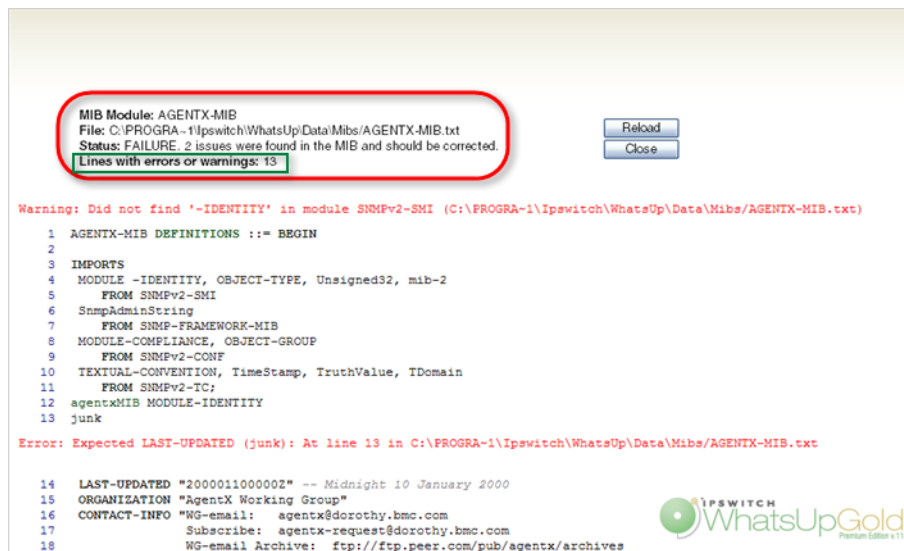 MIB Module: AGENTX-MIB
File: C:\PROGRA~1\Ipswitch\WhatsUp\Data\Mibs/AGENTX-MIB.txt
Status: FAILURE. 2 issues were found in the MIB and should be corrected.
Lines with errors or warnings: 13
Reload
Close
Warning: Did not find '-IDENTITY' in module SNMPv2-SMI (C:\PROGRA~1\Ipswitch\WhatsUp\Data\Mibs/AGENTX-MIB.txt)
1 AGENTX-MIB DEFINITIONS ::= BEGIN
2
3 IMPORTS
4 MODULE -IDENTITY, OBJECT-TYPE, Unsigned32, mib-2
5 FROM SNMPv2-SMI
6 SnmpAdminString
7 FROM SNMP-FRAMEWORK-MIB
8 MODULE-COMPLIANCE, OBJECT-GROUP
9 FROM SNMPv2-CONF
10 TEXTUAL-CONVENTION, TimeStamp, TruthValue, TDomain
11 FROM SNMPv2-TC;
12 agentxMIB MODULE-IDENTITY
13 junk
Error: Expected LAST-UPDATED (junk): At line 13 in C:\PROGRA~1\Ipswitch\WhatsUp\Data\Mibs/AGENTX-MIB.txt
14 LAST-UPDATED "200001100000Z" -- Midnight 10 January 2000
15 ORGANIZATION "AgentX Working Group"
16 CONTACT-INFO "WG-email: agentx@dorothy.bmc.com
17 Subscribe: agentx-request@dorothy.bmc.com
18 WG-email Archive: ftp://ftp.peer.com/pub/agentx/archives
IPSWITCH
WhatsUpGold
Premium Edition v.11